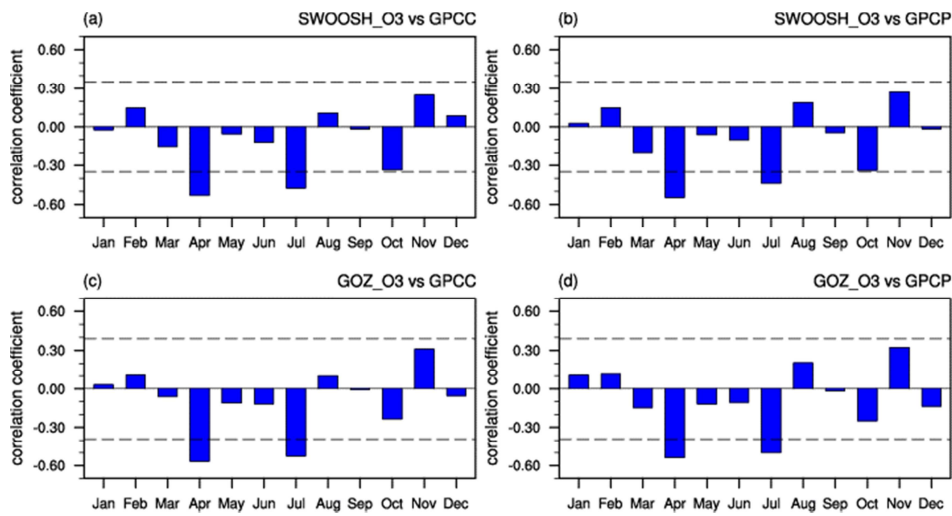 (a) SWOOSH_O3 vs GPCC
correlation coefficient
0.60
0.30
0.00
-0.30
-0.60
Jan Feb Mar Apr May Jun Jul Aug Sep Oct Nov Dec
(b) SWOOSH_O3 vs GPCP
correlation coefficient
0.60
0.30
0.00
-0.30
-0.60
Jan Feb Mar Apr May Jun Jul Aug Sep Oct Nov Dec
(c) GOZ_O3 vs GPCC
correlation coefficient
0.60
0.30
0.00
-0.30
-0.60
Jan Feb Mar Apr May Jun Jul Aug Sep Oct Nov Dec
(d) GOZ_O3 vs GPCP
correlation coefficient
0.60
0.30
0.00
-0.30
-0.60
Jan Feb Mar Apr May Jun Jul Aug Sep Oct Nov Dec